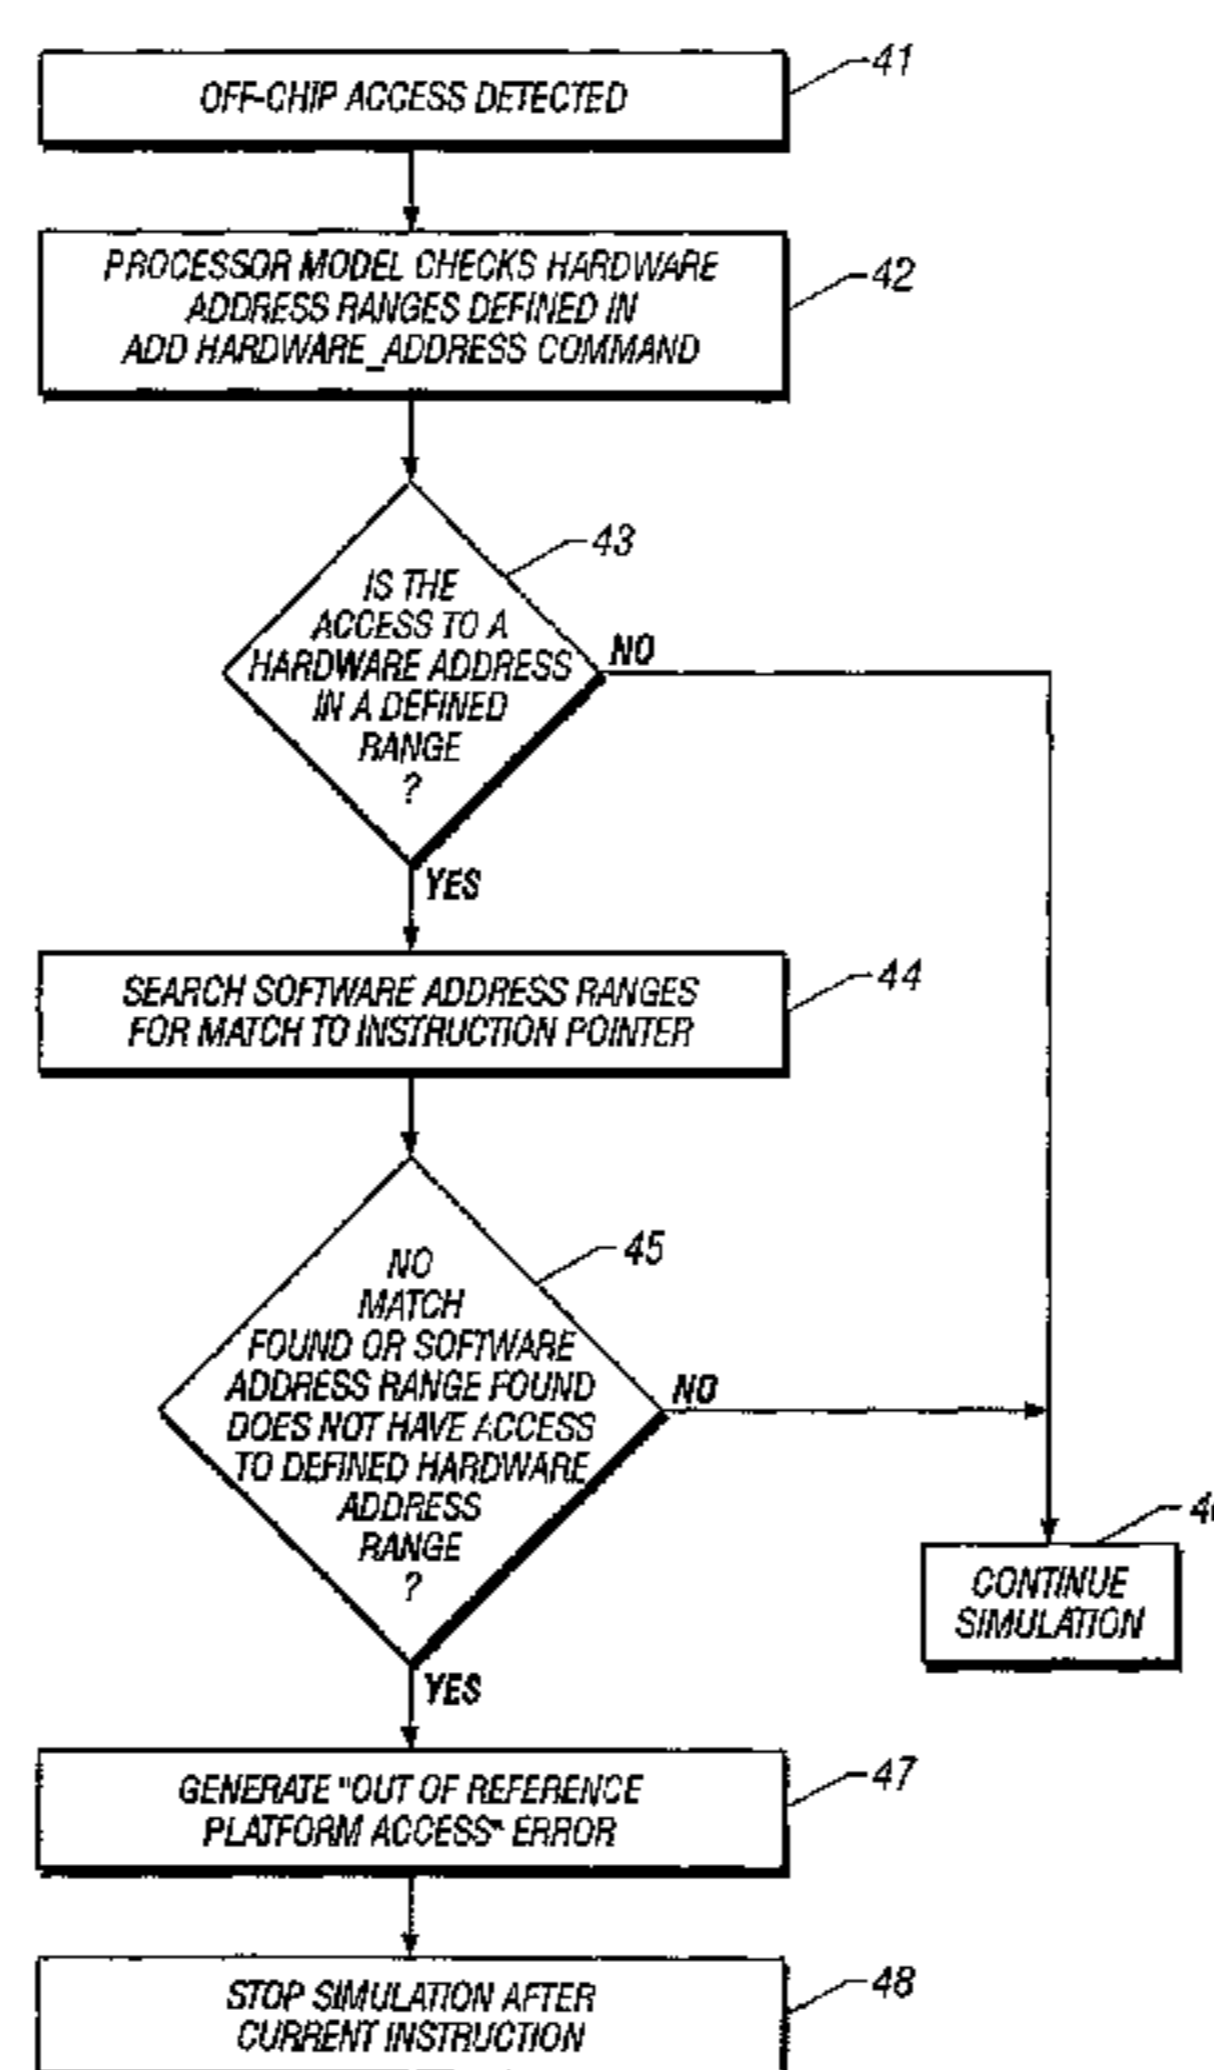 OFF-CHIP ACCESS DETECTED
41
PROCESSOR MODEL CHECKS HARDWARE
ADDRESS RANGES DEFINED IN
ADD HARDWARE_ADDRESS COMMAND
42
43
IS THE
ACCESS TO A
HARDWARE ADDRESS
IN A DEFINED
RANGE
?
NO
YES
SEARCH SOFTWARE ADDRESS RANGES
FOR MATCH TO INSTRUCTION POINTER
44
45
NO
MATCH
FOUND OR SOFTWARE
ADDRESS RANGE FOUND
DOES NOT HAVE ACCESS
TO DEFINED HARDWARE
ADDRESS
RANGE
?
NO
YES
CONTINUE
SIMULATION
GENERATE "OUT OF REFERENCE
PLATFORM ACCESS" ERROR
47
STOP SIMULATION AFTER
CURRENT INSTRUCTION
48